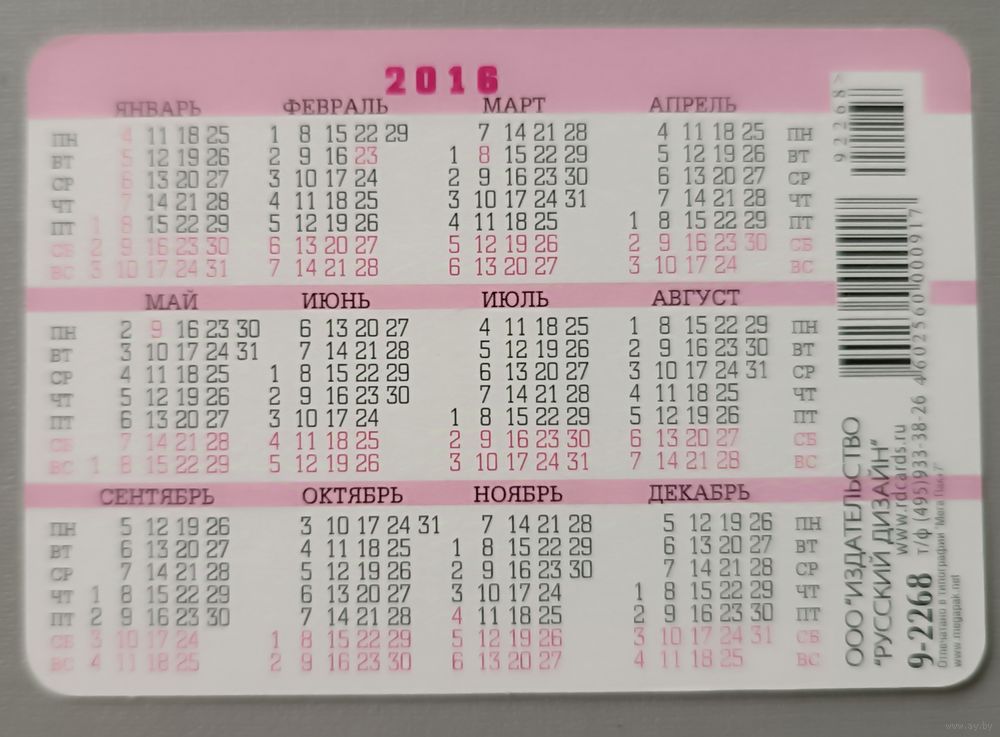 2016
ЯНВАРЬ ФЕВРАЛЬ МАРТ АПРЕЛЬ
ПН 4 11 18 25 1 8 15 22 29 7 14 21 28 4 11 18 25 ПН
ВТ 5 12 19 26 2 9 16 23 1 8 15 22 29 5 12 19 26 ВТ
СР 6 13 20 27 3 10 17 24 2 9 16 23 30 6 13 20 27 СР
ЧТ 7 14 21 28 4 11 18 25 3 10 17 24 31 7 14 21 28 ЧТ
ПТ 1 8 15 22 29 5 12 19 26 4 11 18 25 1 8 15 22 29 ПТ
СБ 2 9 16 23 30 6 13 20 27 5 12 19 26 2 9 16 23 30 СБ
ВС 3 10 17 24 31 7 14 21 28 6 13 20 27 3 10 17 24 ВС
МАЙ ИЮНЬ ИЮЛЬ АВГУСТ
ПН 2 9 16 23 30 6 13 20 27 4 11 18 25 1 8 15 22 29 ПН
ВТ 3 10 17 24 31 7 14 21 28 5 12 19 26 2 9 16 23 30 ВТ
СР 4 11 18 25 1 8 15 22 29 6 13 20 27 3 10 17 24 31 СР
ЧТ 5 12 19 26 2 9 16 23 30 7 14 21 28 4 11 18 25 ЧТ
ПТ 6 13 20 27 3 10 17 24 1 8 15 22 29 5 12 19 26 ПТ
СБ 7 14 21 28 4 11 18 25 2 9 16 23 30 6 13 20 27 СБ
ВС 1 8 15 22 29 5 12 19 26 3 10 17 24 31 7 14 21 28 ВС
СЕНТЯБРЬ ОКТЯБРЬ НОЯБРЬ ДЕКАБРЬ
ПН 5 12 19 26 3 10 17 24 31 7 14 21 28 5 12 19 26 ПН
ВТ 6 13 20 27 4 11 18 25 1 8 15 22 29 6 13 20 27 ВТ
СР 7 14 21 28 5 12 19 26 2 9 16 23 30 7 14 21 28 СР
ЧТ 1 8 15 22 29 6 13 20 27 3 10 17 24 1 8 15 22 29 ЧТ
ПТ 2 9 16 23 30 7 14 21 28 4 11 18 25 2 9 16 23 30 ПТ
СБ 3 10 17 24 1 8 15 22 29 5 12 19 26 3 10 17 24 31 СБ
ВС 4 11 18 25 2 9 16 23 30 6 13 20 27 4 11 18 25 ВС
92268>
4602560000917
ООО "ИЗДАТЕЛЬСТВО
"РУССКИЙ ДИЗАЙН"
www.rdcards.ru
9-2268 т/ф (495)933-38-26
Отпечатано в типографии "Мега Пак"
www.megapak.net
www.ay.by